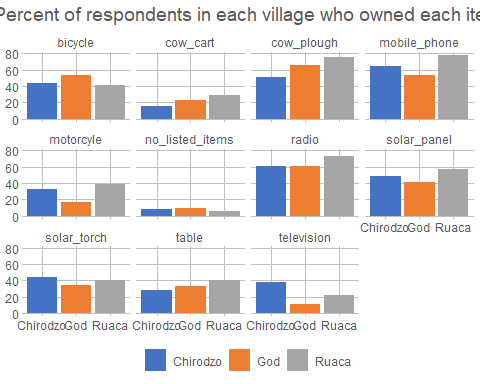 Percent of respondents in each village who owned each ite
bicycle cow_cart cow_plough mobile_phone
80
60
40
20
0
motorcyle no_listed_items radio solar_panel
80
60
40
20
0
Chirodzo God Ruaca
solar_torch table television
80
60
40
20
0
Chirodzo God Ruaca Chirodzo God Ruaca Chirodzo God Ruaca
Chirodzo God Ruaca